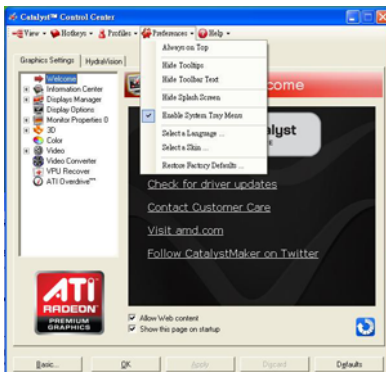 Catalyst™ Control Center
View Hotkeys Profiles Preferences Help
Always on Top
Hide Tooltips
Hide Toolbar Text
Hide Splash Screen
Enable System Tray Menu
Select a Language ...
Select a Skin ...
Restore Factory Defaults ...
Graphics Settings HydraVision
Welcome
Information Center
Displays Manager
Display Options
Monitor Properties 0
3D
Color
Video
Video Converter
VPU Recover
ATI Overdrive™
come
alyst
Check for driver updates
Contact Customer Care
Visit amd.com
Follow CatalystMaker on Twitter
ATI
RADEON
PREMIUM
GRAPHICS
Allow Web content
Show this page on startup
Basic... OK Apply Discard Defaults